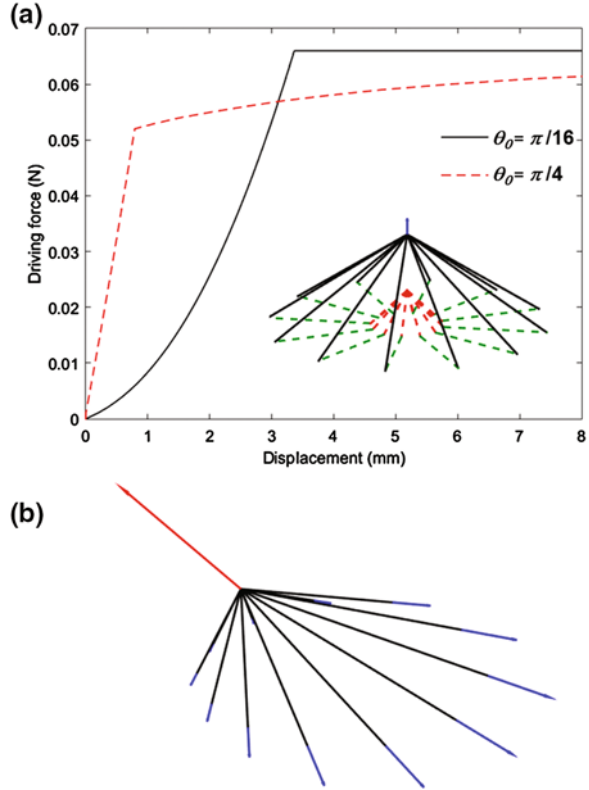 (a)
0.07
0.06
0.05
0.04
0.03
0.02
0.01
0
Driving force (N)
θ₀= π/16
θ₀= π/4
0 1 2 3 4 5 6 7 8
Displacement (mm)
(b)